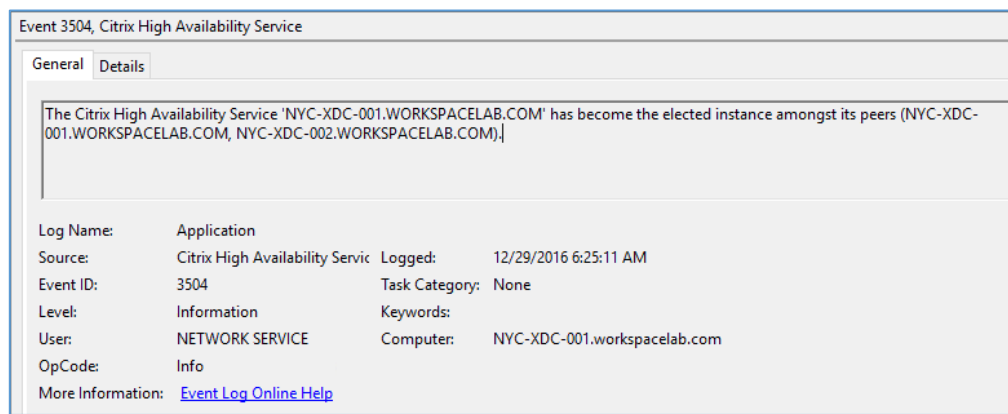 Event 3504, Citrix High Availability Service
General Details
The Citrix High Availability Service 'NYC-XDC-001.WORKSPACELAB.COM' has become the elected instance amongst its peers (NYC-XDC-
001.WORKSPACELAB.COM, NYC-XDC-002.WORKSPACELAB.COM).
Log Name: Application
Source: Citrix High Availability Servic Logged: 12/29/2016 6:25:11 AM
Event ID: 3504 Task Category: None
Level: Information Keywords:
User: NETWORK SERVICE Computer: NYC-XDC-001.workspacelab.com
OpCode: Info
More Information: Event Log Online Help